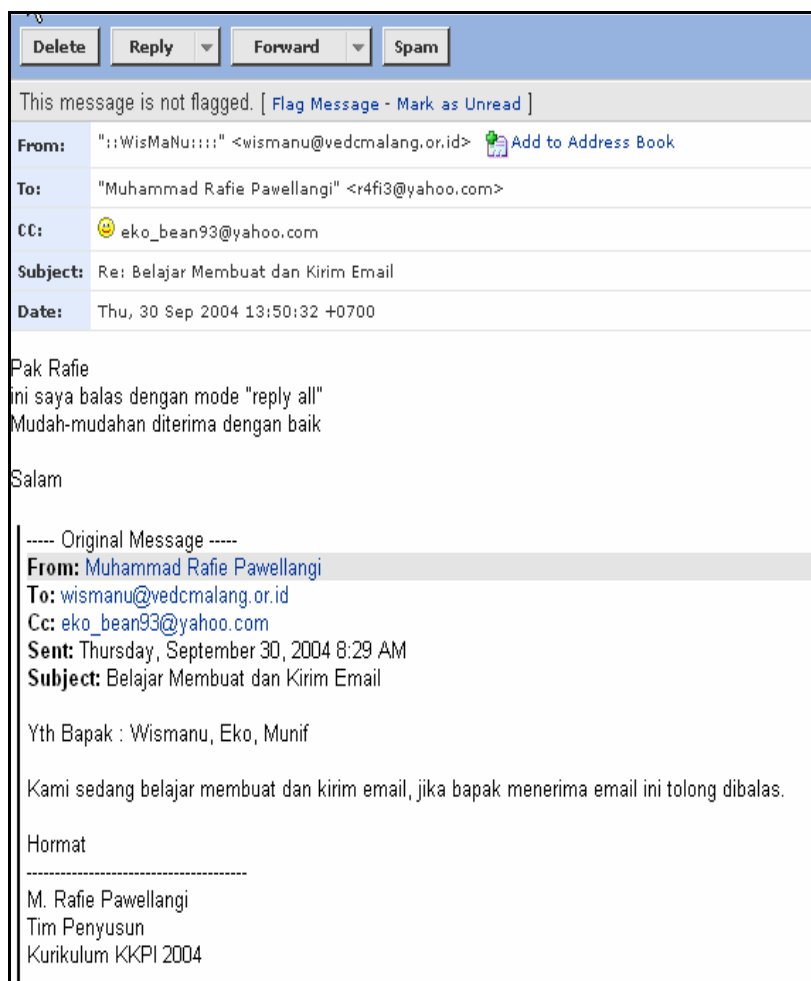 Delete Reply Forward Spam
This message is not flagged. [ Flag Message - Mark as Unread ]
From: "::WisMaNu::::" <wismanu@vedcmalang.or.id> Add to Address Book
To: "Muhammad Rafie Pawellangi" <r4fi3@yahoo.com>
CC: eko_bean93@yahoo.com
Subject: Re: Belajar Membuat dan Kirim Email
Date: Thu, 30 Sep 2004 13:50:32 +0700
Pak Rafie
ini saya balas dengan mode "reply all"
Mudah-mudahan diterima dengan baik
Salam
----- Original Message -----
From: Muhammad Rafie Pawellangi
To: wismanu@vedcmalang.or.id
Cc: eko_bean93@yahoo.com
Sent: Thursday, September 30, 2004 8:29 AM
Subject: Belajar Membuat dan Kirim Email
Yth Bapak : Wismanu, Eko, Munif
Kami sedang belajar membuat dan kirim email, jika bapak menerima email ini tolong dibalas.
Hormat
----------------------------------------
M. Rafie Pawellangi
Tim Penyusun
Kurikulum KKPI 2004